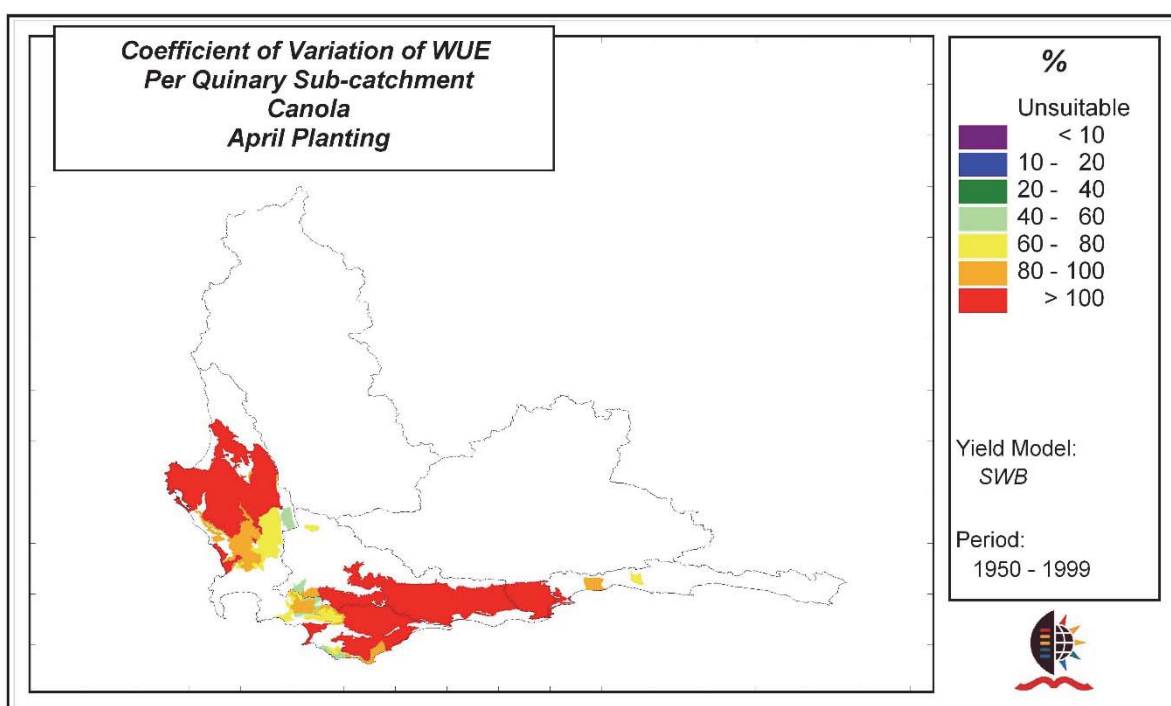 Coefficient of Variation of WUE
Per Quinary Sub-catchment
Canola
April Planting
%
Unsuitable
< 10
10 - 20
20 - 40
40 - 60
60 - 80
80 - 100
> 100
Yield Model:
SWB
Period:
1950 - 1999